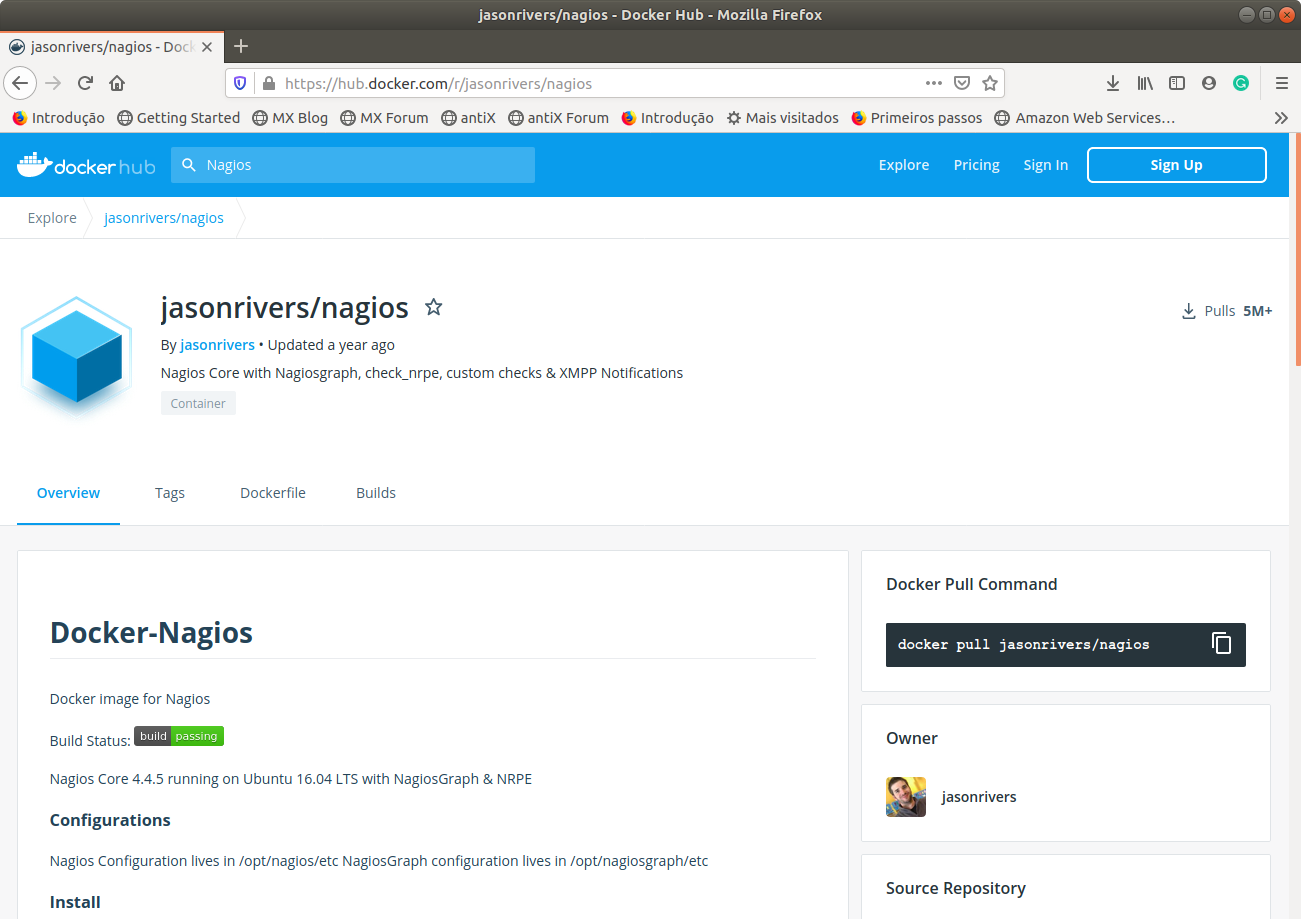 jasonrivers/nagios - Docker Hub - Mozilla Firefox
jasonrivers/nagios - Dock
https://hub.docker.com/r/jasonrivers/nagios
Introdução Getting Started MX Blog MX Forum antiX antiX Forum Introdução Mais visitados Primeiros passos Amazon Web Services…
docker hub Nagios Explore Pricing Sign In Sign Up
Explore jasonrivers/nagios
jasonrivers/nagios
Pulls 5M+
By jasonrivers • Updated a year ago
Nagios Core with Nagiosgraph, check_nrpe, custom checks & XMPP Notifications
Container
Overview Tags Dockerfile Builds
Docker-Nagios
Docker image for Nagios
Build Status: build passing
Nagios Core 4.4.5 running on Ubuntu 16.04 LTS with NagiosGraph & NRPE
Configurations
Nagios Configuration lives in /opt/nagios/etc NagiosGraph configuration lives in /opt/nagiosgraph/etc
Install
Docker Pull Command
docker pull jasonrivers/nagios
Owner
jasonrivers
Source Repository